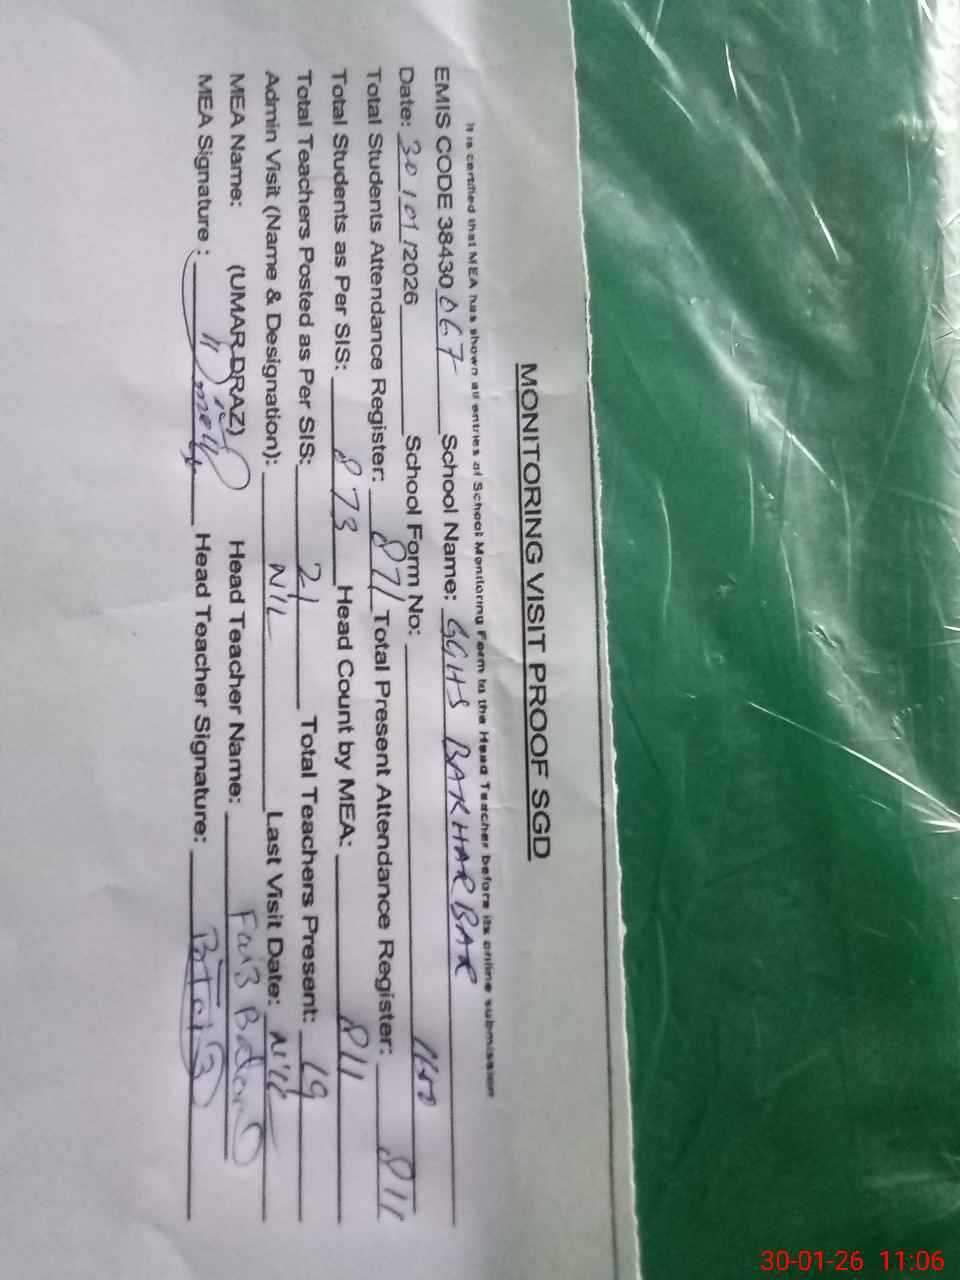 MONITORING VISIT PROOF SGD
It is certified that MEA has shown all entries of School Monitoring Form to the Head Teacher before its online submission
EMIS CODE 38430067 School Name: GGHS BAKHAR BAR
Date: 30/01/2026 School Form No:
Total Students Attendance Register: 871 Total Present Attendance Register: 811
Total Students as Per SIS: 873 Head Count by MEA: 811
Total Teachers Posted as Per SIS: 21 Total Teachers Present: 19
Admin Visit (Name & Designation): NIL Last Visit Date: Nil
MEA Name: (UMAR DRAZ) Head Teacher Name:
MEA Signature : Head Teacher Signature:
30-01-26 11:06